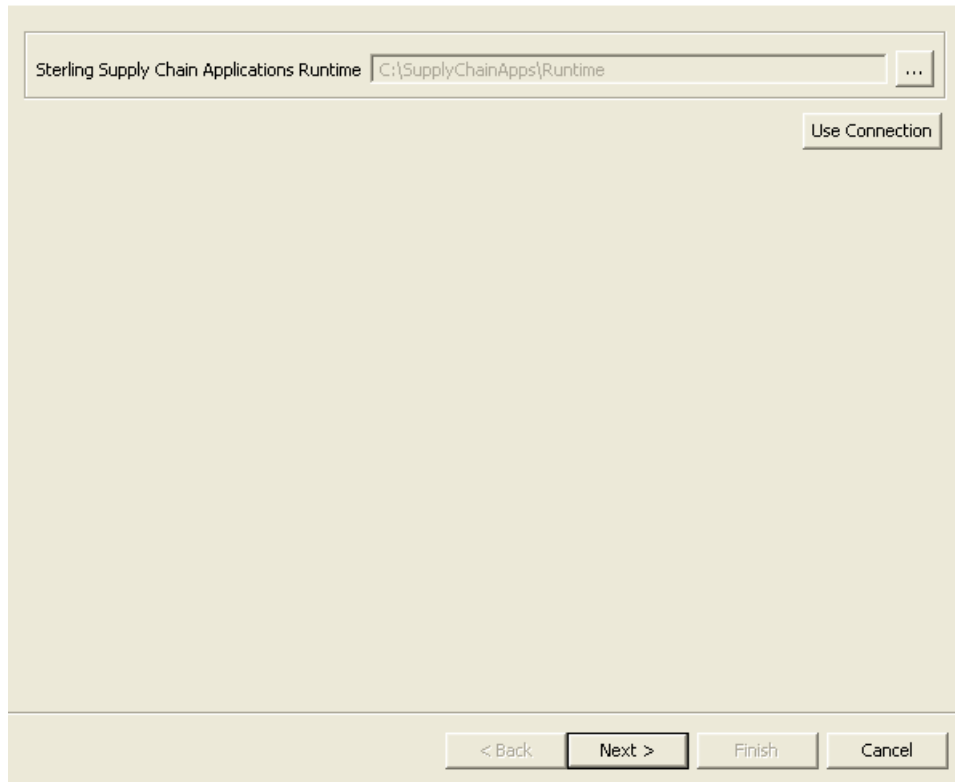 Sterling Supply Chain Applications Runtime C:\SupplyChainApps\Runtime ...
Use Connection
< Back Next > Finish Cancel